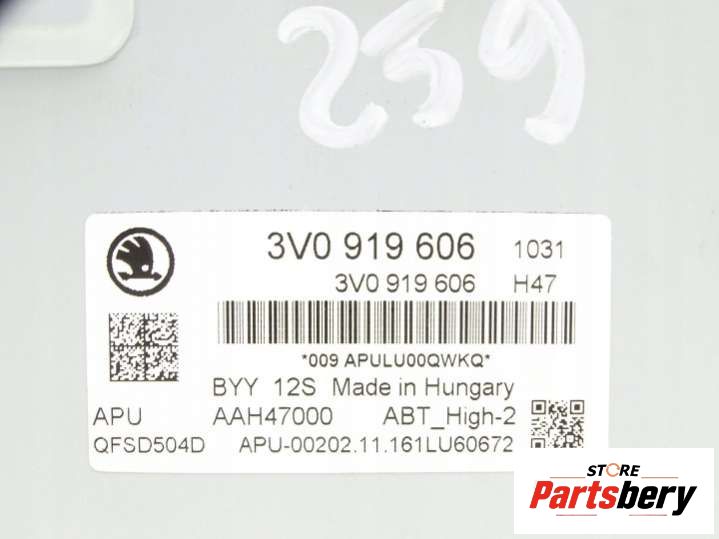 259
3V0 919 606 1031
3V0 919 606 H47
*009 APULU00QWKQ*
BYY 12S Made in Hungary
APU AAH47000 ABT_High-2
QFSD504D APU-00202.11.161LU60672
STORE
Partsbery